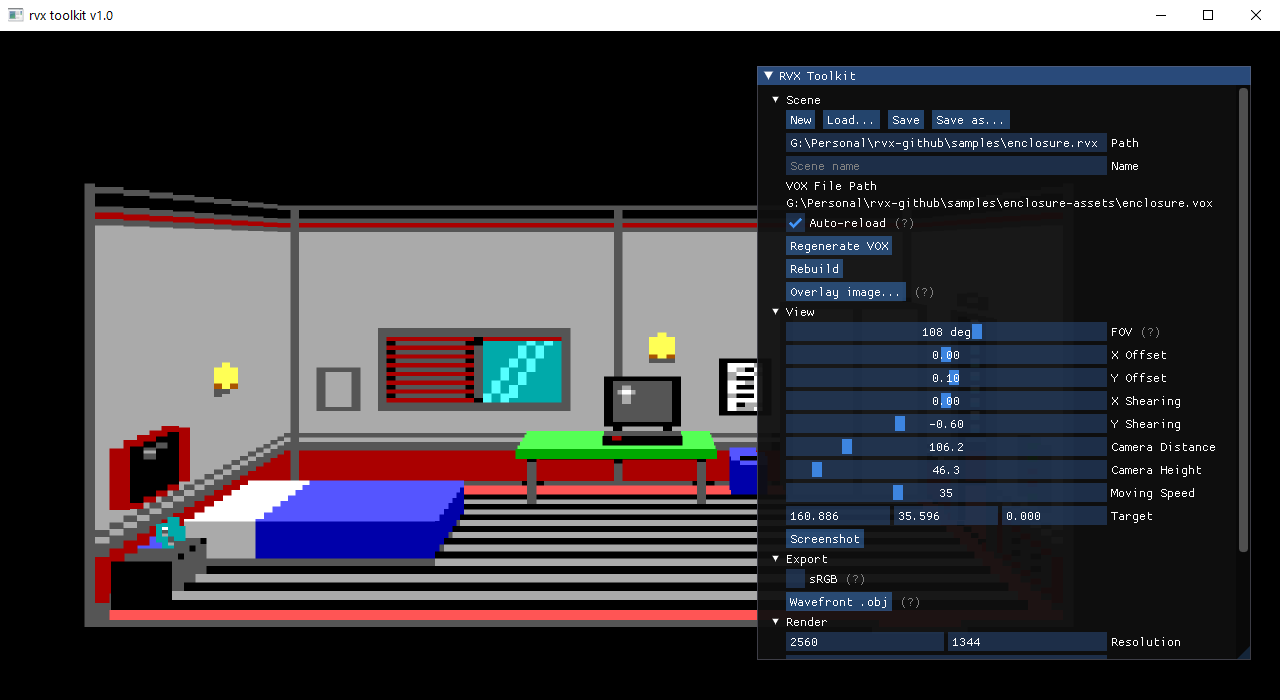 rvx toolkit v1.0
RVX Toolkit
Scene
New Load... Save Save as...
G:\Personal\rvx-github\samples\enclosure.rvx Path
Scene name Name
VOX File Path
G:\Personal\rvx-github\samples\enclosure-assets\enclosure.vox
Auto-reload (?)
Regenerate VOX
Rebuild
Overlay image... (?)
View
108 deg FOV (?)
0.00 X Offset
0.10 Y Offset
0.00 X Shearing
-0.60 Y Shearing
106.2 Camera Distance
46.3 Camera Height
35 Moving Speed
160.886 35.596 0.000 Target
Screenshot
Export
sRGB (?)
Wavefront .obj (?)
Render
2560 1344 Resolution